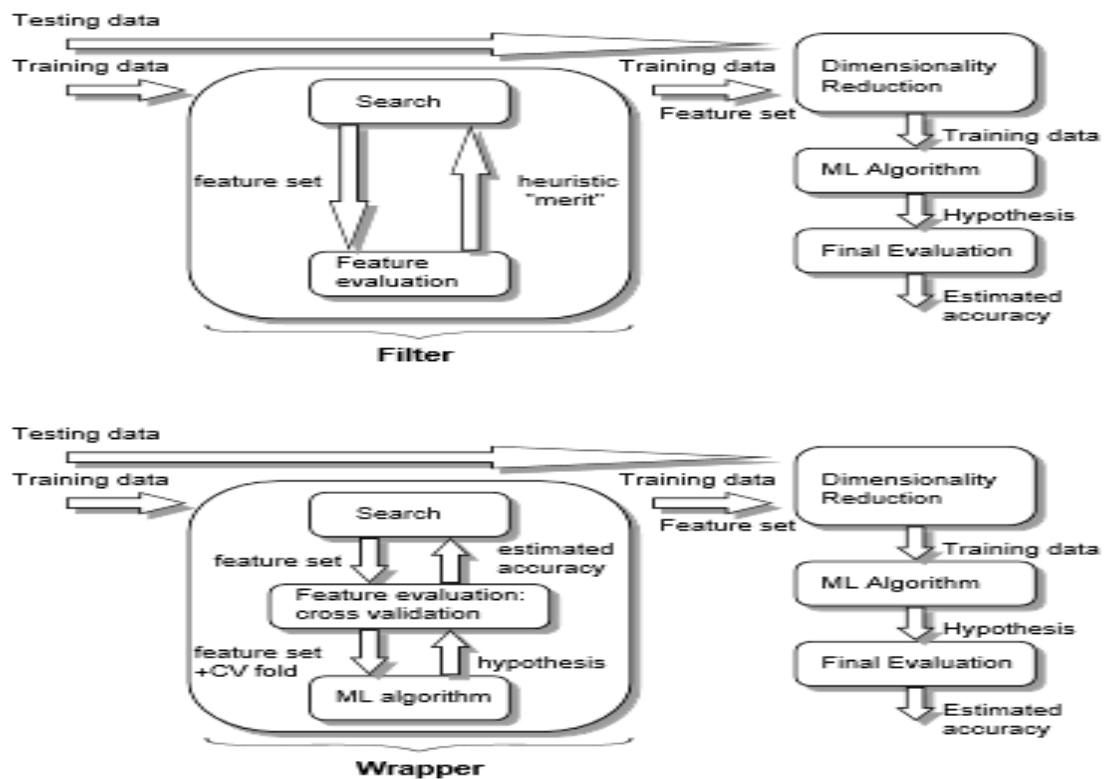 Testing data
Training data
Search
feature set
heuristic
"merit"
Feature
evaluation
Filter
Training data
Feature set
Dimensionality
Reduction
Training data
ML Algorithm
Hypothesis
Final Evaluation
Estimated
accuracy
Testing data
Training data
Search
feature set
estimated
accuracy
Feature evaluation:
cross validation
feature set
+CV fold
hypothesis
ML algorithm
Wrapper
Training data
Feature set
Dimensionality
Reduction
Training data
ML Algorithm
Hypothesis
Final Evaluation
Estimated
accuracy